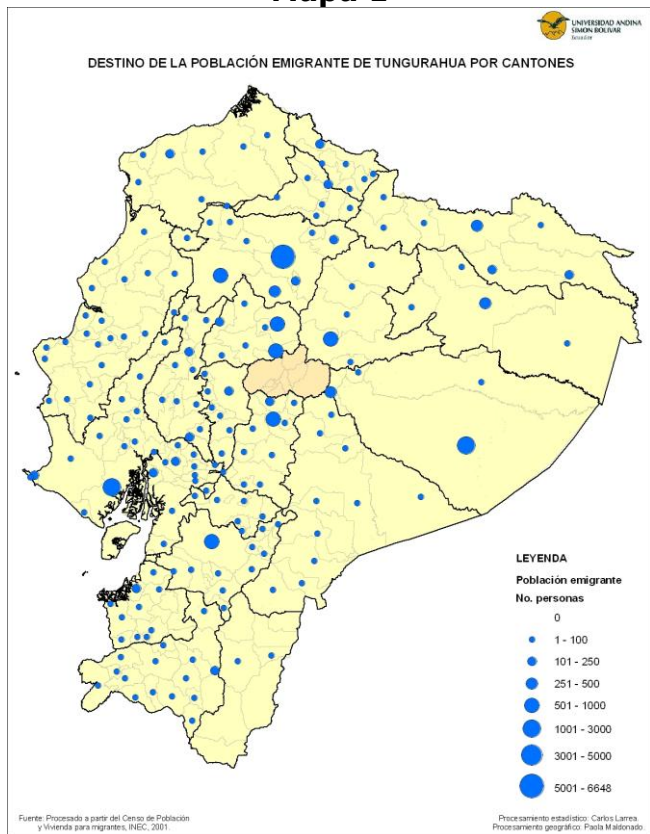 UNIVERSIDAD ANDINA
SIMON BOLIVAR
Ecuador
DESTINO DE LA POBLACIÓN EMIGRANTE DE TUNGURAHUA POR CANTONES
LEYENDA
Población emigrante
No. personas
0
1 - 100
101 - 250
251 - 500
501 - 1000
1001 - 3000
3001 - 5000
5001 - 6648
Fuente: Procesado a partir del Censo de Población
y Vivienda para migrantes, INEC, 2001.
Procesamiento estadístico: Carlos Larrea.
Procesamiento geográfico: Paola Maldonado.